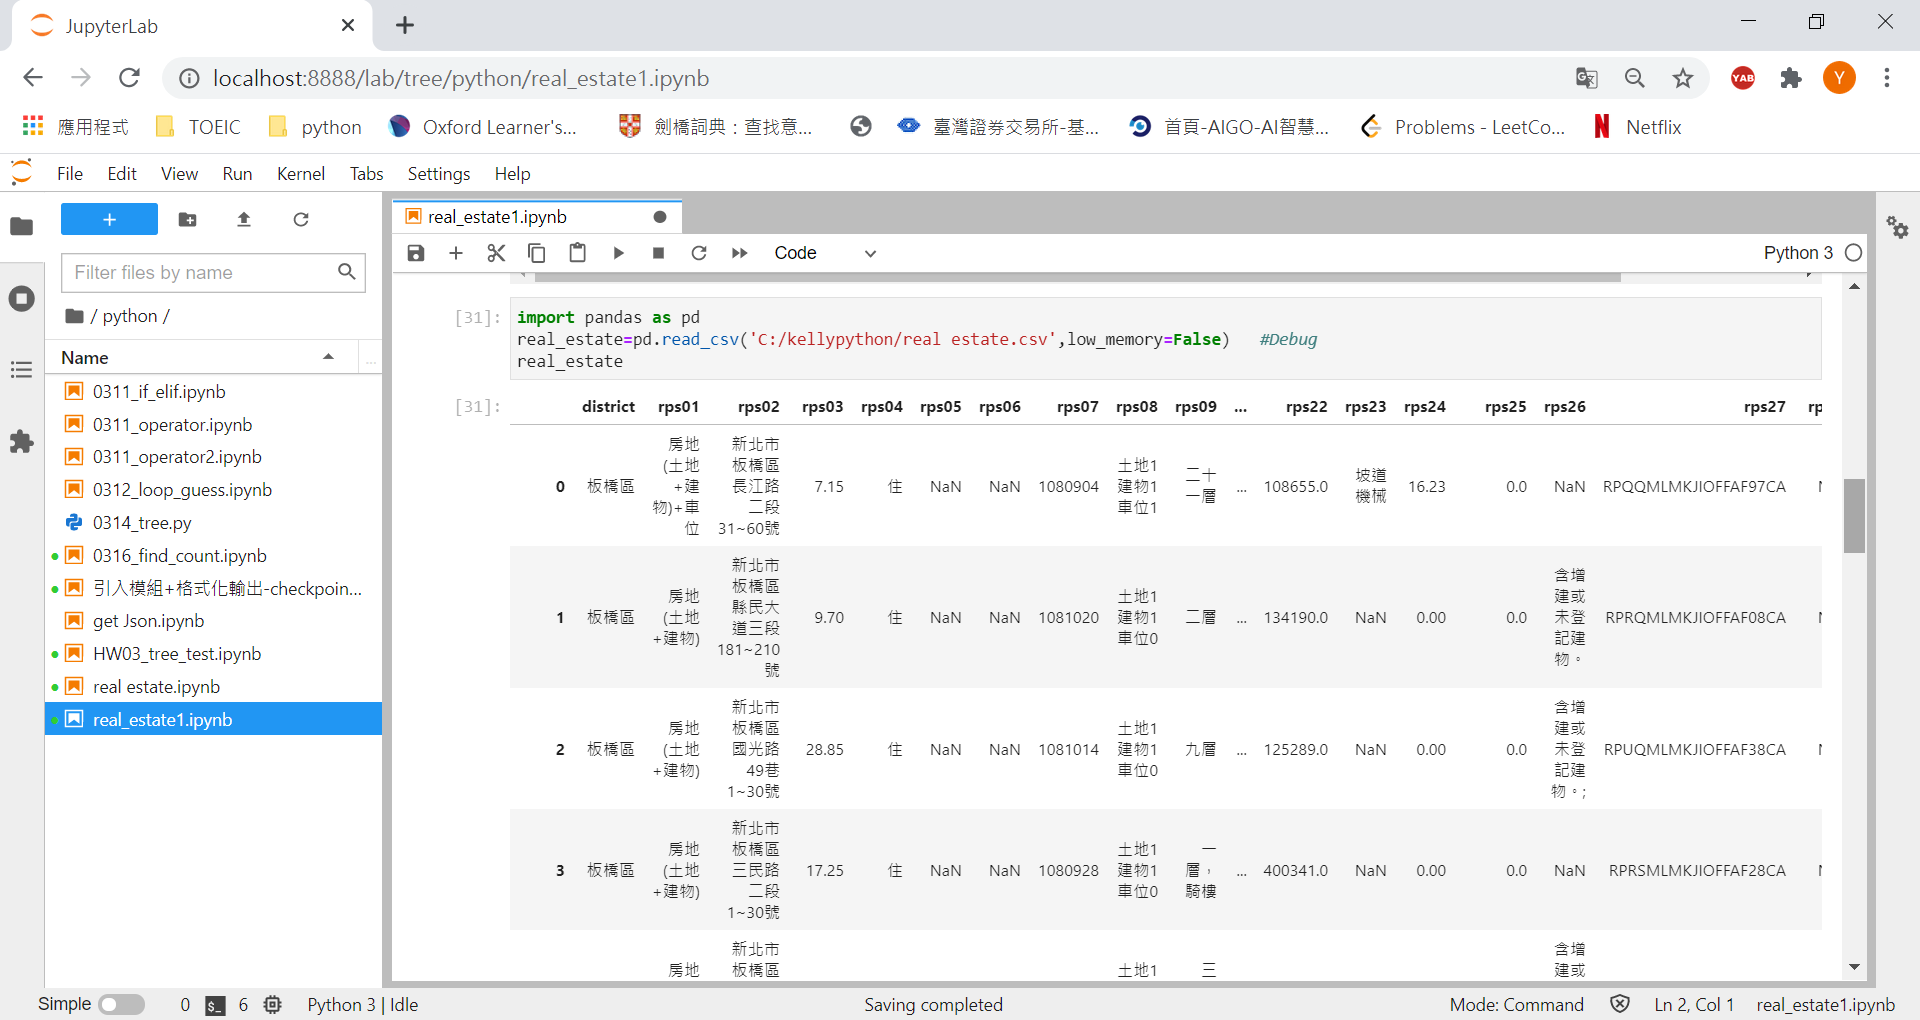 JupyterLab
localhost:8888/lab/tree/python/real_estate1.ipynb
YAB
Y
應用程式
TOEIC
python
Oxford Learner's...
劍橋詞典：查找意...
臺灣證券交易所-基...
首頁-AIGO-AI智慧...
Problems - LeetCo...
Netflix
File Edit View Run Kernel Tabs Settings Help
real_estate1.ipynb
Code
Python 3
Filter files by name
/ python /
Name
0311_if_elif.ipynb
0311_operator.ipynb
0311_operator2.ipynb
0312_loop_guess.ipynb
0314_tree.py
0316_find_count.ipynb
引入模組+格式化輸出-checkpoin...
get Json.ipynb
HW03_tree_test.ipynb
real estate.ipynb
real_estate1.ipynb
[31]:
import pandas as pd
real_estate=pd.read_csv('C:/kellypython/real estate.csv',low_memory=False) #Debug
real_estate
[31]:
district rps01 rps02 rps03 rps04 rps05 rps06 rps07 rps08 rps09 ... rps22 rps23 rps24 rps25 rps26 rps27
0 板橋區
房地
(土地
+建
物)+車
位
新北市
板橋區
長江路
二段
31~60號
7.15 住 NaN NaN 1080904
土地1
建物1
車位1
二十
一層
... 108655.0
坡道
機械
16.23 0.0 NaN RPQQMLMKJIOFFAF97CA
1 板橋區
房地
(土地
+建物)
新北市
板橋區
縣民大
道三段
181~210
號
9.70 住 NaN NaN 1081020
土地1
建物1
車位0
二層 ... 134190.0 NaN 0.00 0.0
含增
建或
未登
記建
物。
RPRQMLMKJIOFFAF08CA
2 板橋區
房地
(土地
+建物)
新北市
板橋區
國光路
49巷
1~30號
28.85 住 NaN NaN 1081014
土地1
建物1
車位0
九層 ... 125289.0 NaN 0.00 0.0
含增
建或
未登
記建
物。;
RPUQMLMKJIOFFAF38CA
3 板橋區
房地
(土地
+建物)
新北市
板橋區
三民路
二段
1~30號
17.25 住 NaN NaN 1080928
土地1
建物1
車位0
一
層，
騎樓
... 400341.0 NaN 0.00 0.0 NaN RPRSMLMKJIOFFAF28CA
房地
新北市
板橋區
土地1
三
含增
建或
Simple 0 $_ 6 Python 3 | Idle Saving completed Mode: Command Ln 2, Col 1 real_estate1.ipynb